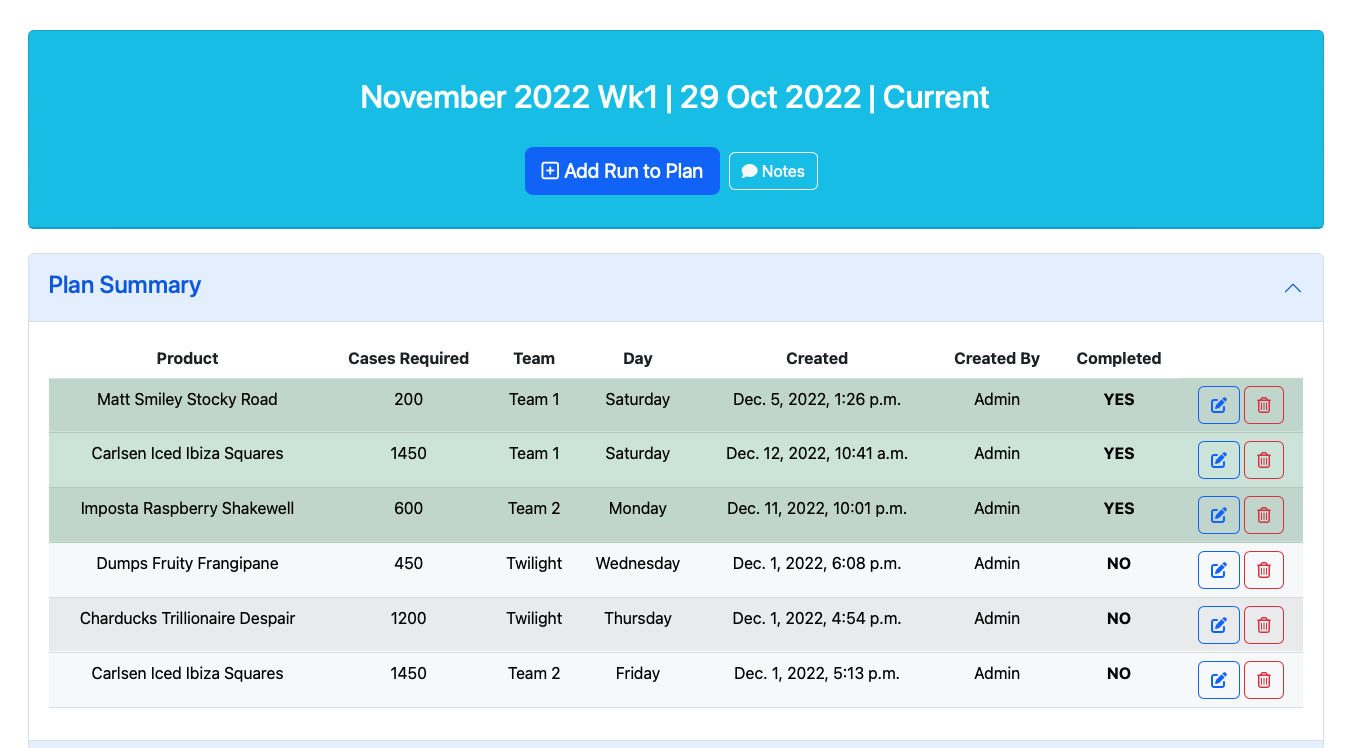 November 2022 Wk1 | 29 Oct 2022 | Current
Add Run to Plan Notes
Plan Summary
Product Cases Required Team Day Created Created By Completed
Matt Smiley Stocky Road 200 Team 1 Saturday Dec. 5, 2022, 1:26 p.m. Admin YES
Carlsen Iced Ibiza Squares 1450 Team 1 Saturday Dec. 12, 2022, 10:41 a.m. Admin YES
Imposta Raspberry Shakewell 600 Team 2 Monday Dec. 11, 2022, 10:01 p.m. Admin YES
Dumps Fruity Frangipane 450 Twilight Wednesday Dec. 1, 2022, 6:08 p.m. Admin NO
Charducks Trillionaire Despair 1200 Twilight Thursday Dec. 1, 2022, 4:54 p.m. Admin NO
Carlsen Iced Ibiza Squares 1450 Team 2 Friday Dec. 1, 2022, 5:13 p.m. Admin NO